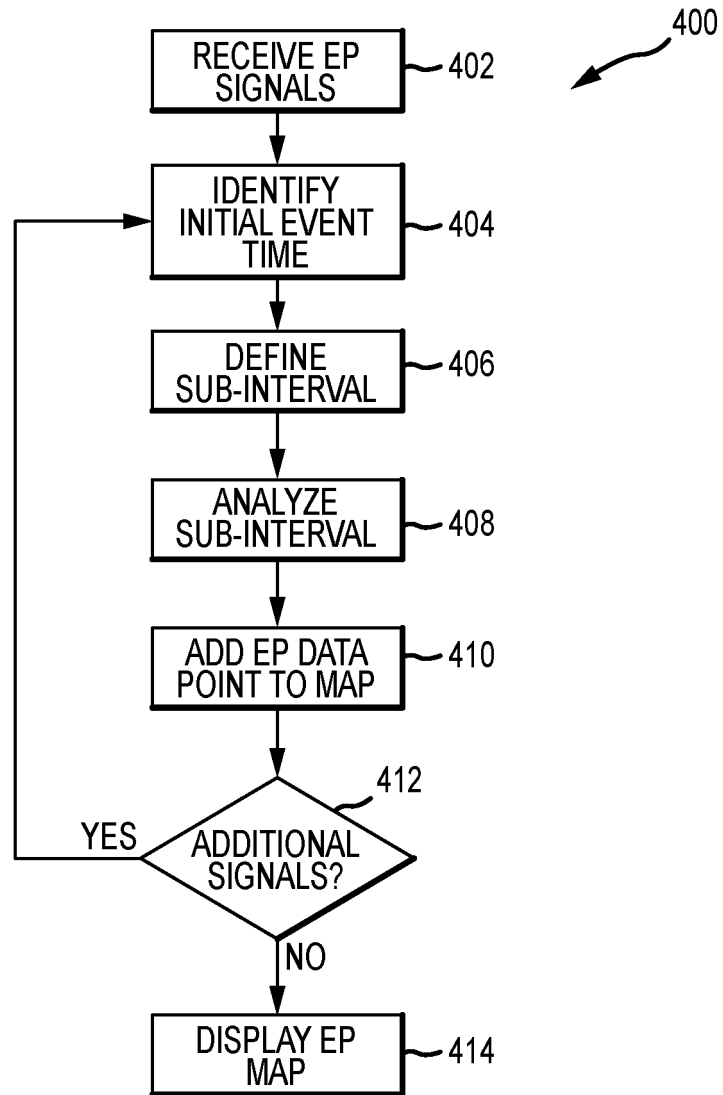 400
RECEIVE EP
SIGNALS
402
IDENTIFY
INITIAL EVENT
TIME
404
DEFINE
SUB-INTERVAL
406
ANALYZE
SUB-INTERVAL
408
ADD EP DATA
POINT TO MAP
410
412
YES
ADDITIONAL
SIGNALS?
NO
DISPLAY EP
MAP
414